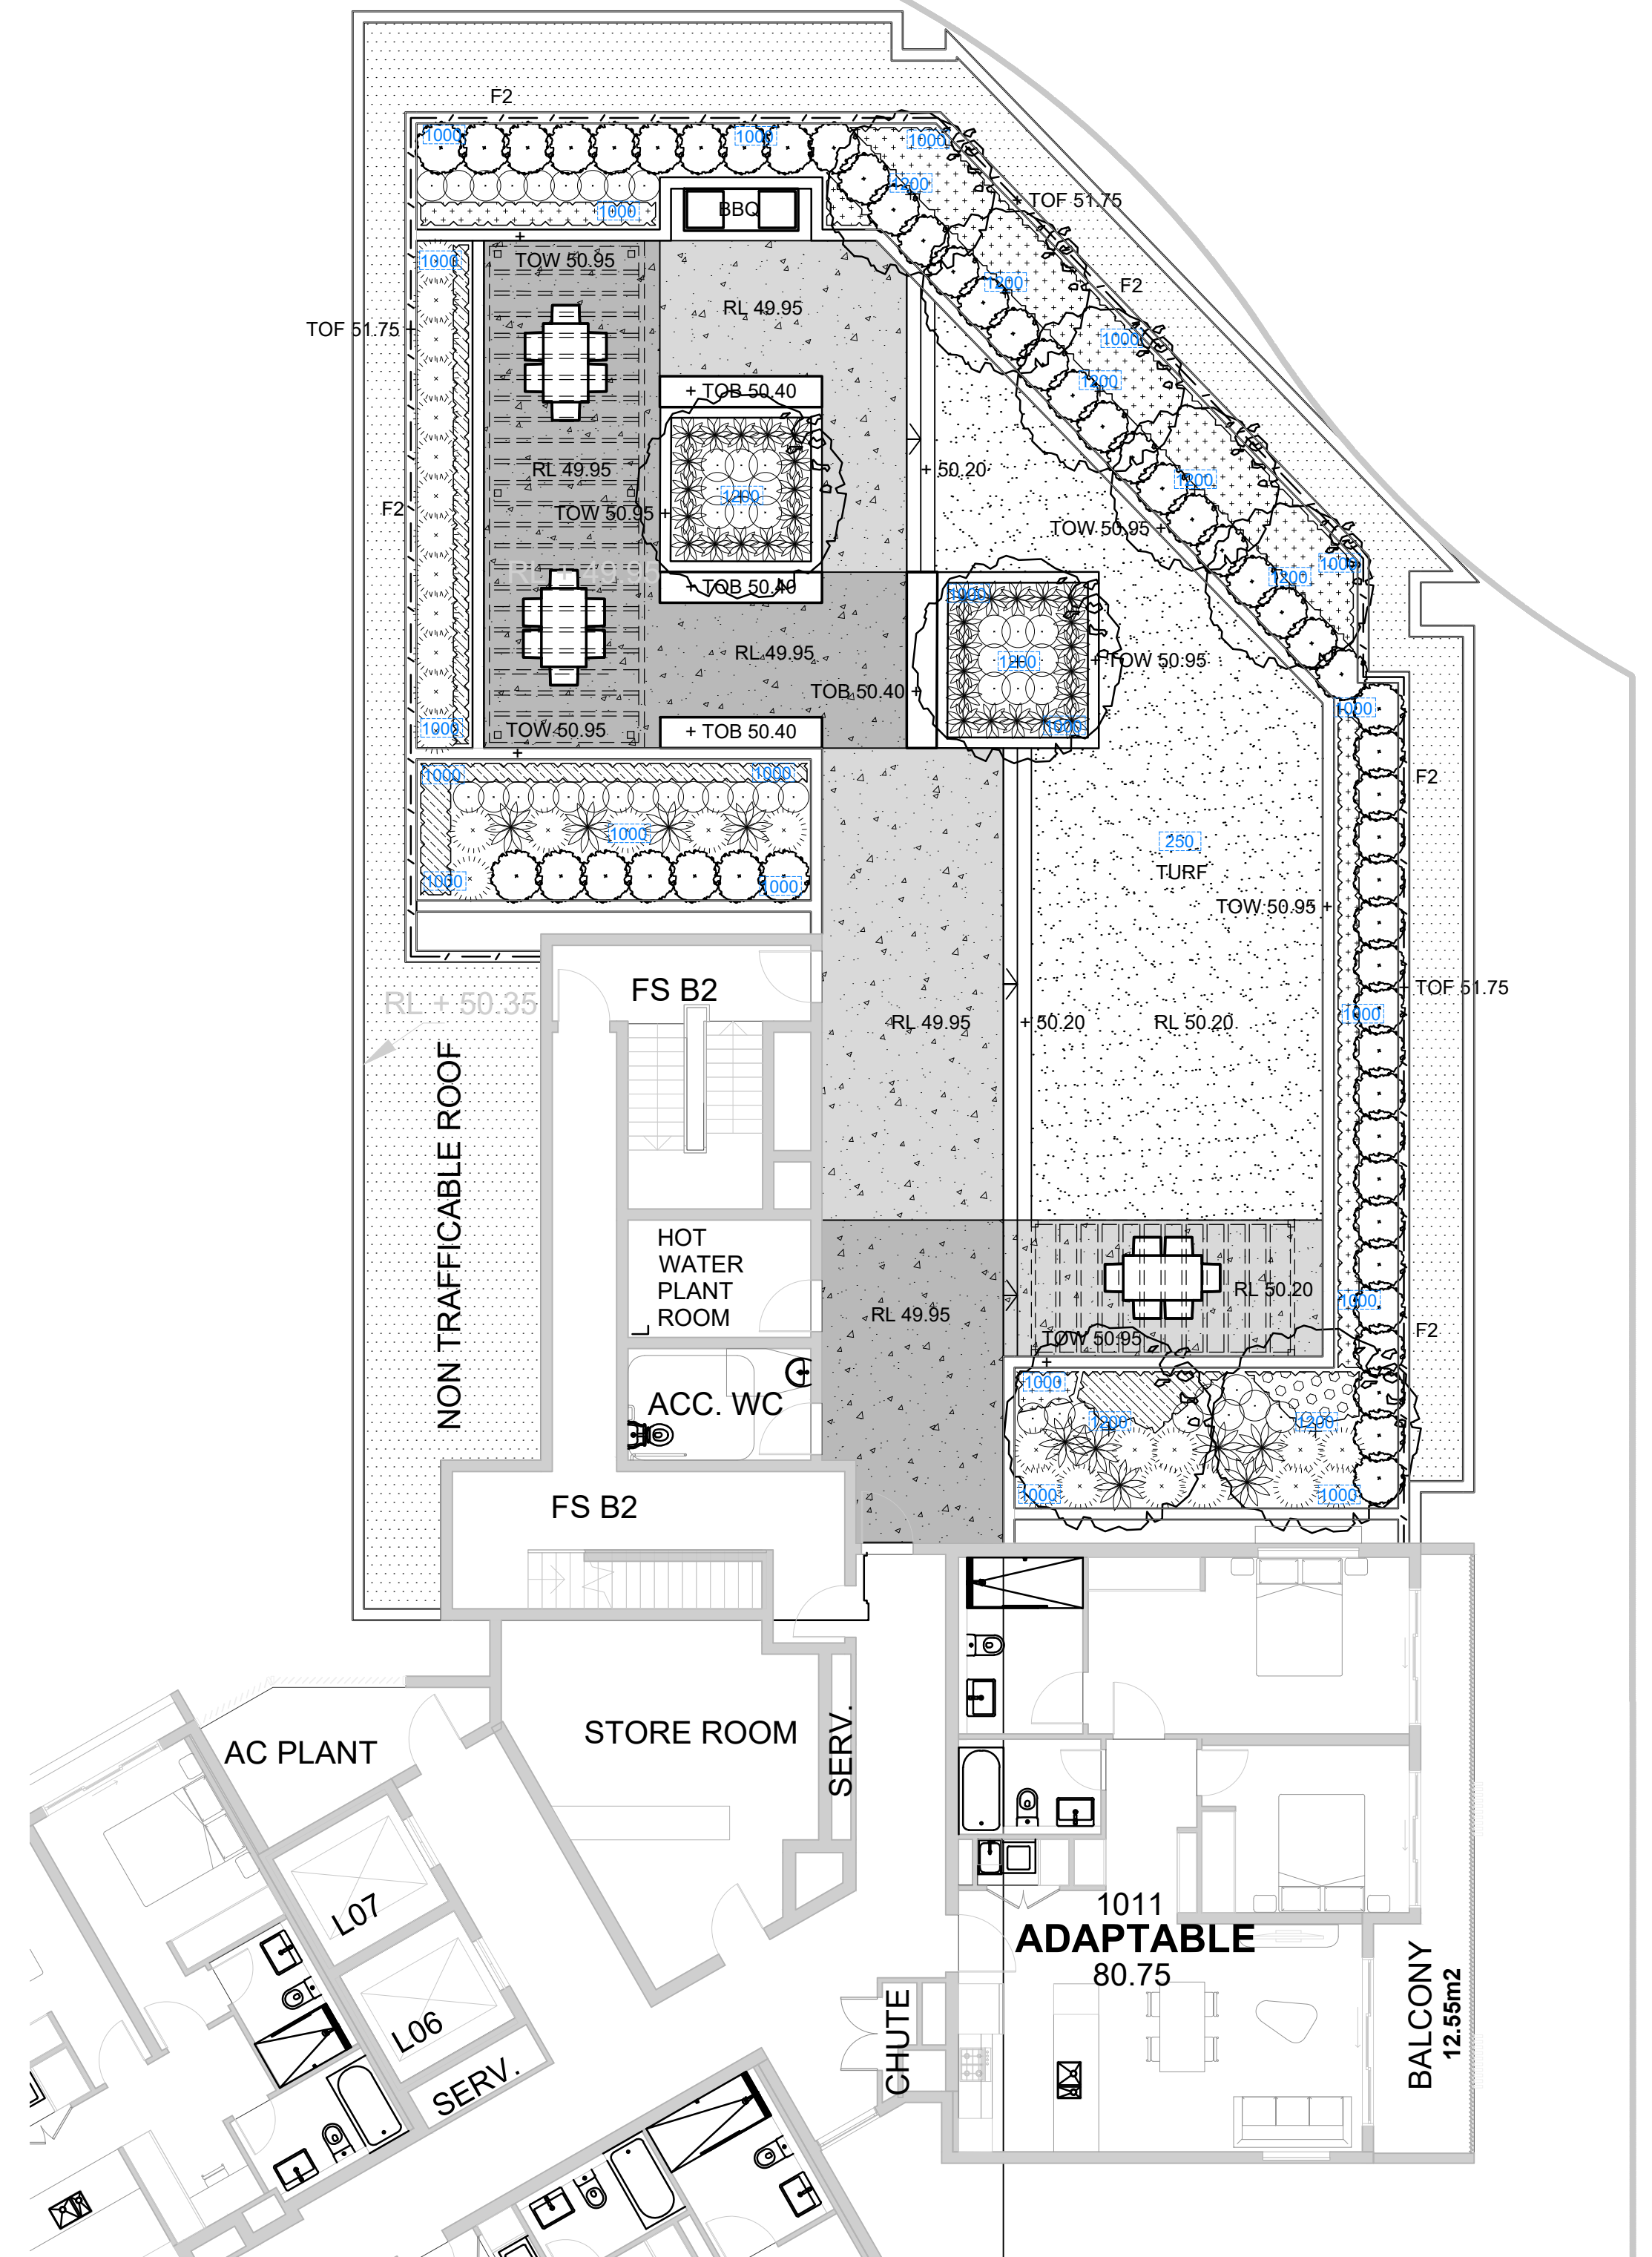 F2
1000
1000
1000
1200
TOF 51.75
BBQ
1000
TOW 50.95
1000
F2
1200
RL 49.95
TOF 51.75
1000
1200
+ TOB 50.40
RL 49.95
+ 50.20
1200
1200
TOW 50.95
F2
TOW 50.95
1000
RL + 49.95
1200
+ TOB 50.40
1000
RL 49.95
1200
TOW 50.95
TOB 50.40
1000
1000
TOW 50.95
+ TOB 50.40
1000
1000
1000
F2
1000
250
TURF
1000
1000
TOW 50.95
FS B2
TOF 51.75
RL + 50.35
1000
RL 49.95
+ 50.20
RL 50.20
NON TRAFFICABLE ROOF
HOT
WATER
PLANT
ROOM
RL 50.20
1000
RL 49.95
F2
TOW 50.95
1000
ACC. WC
1200
1200
1000
1000
FS B2
STORE ROOM
SERV.
AC PLANT
L07
1011
ADAPTABLE
80.75
L06
SERV.
CHUTE
BALCONY
12.55m2